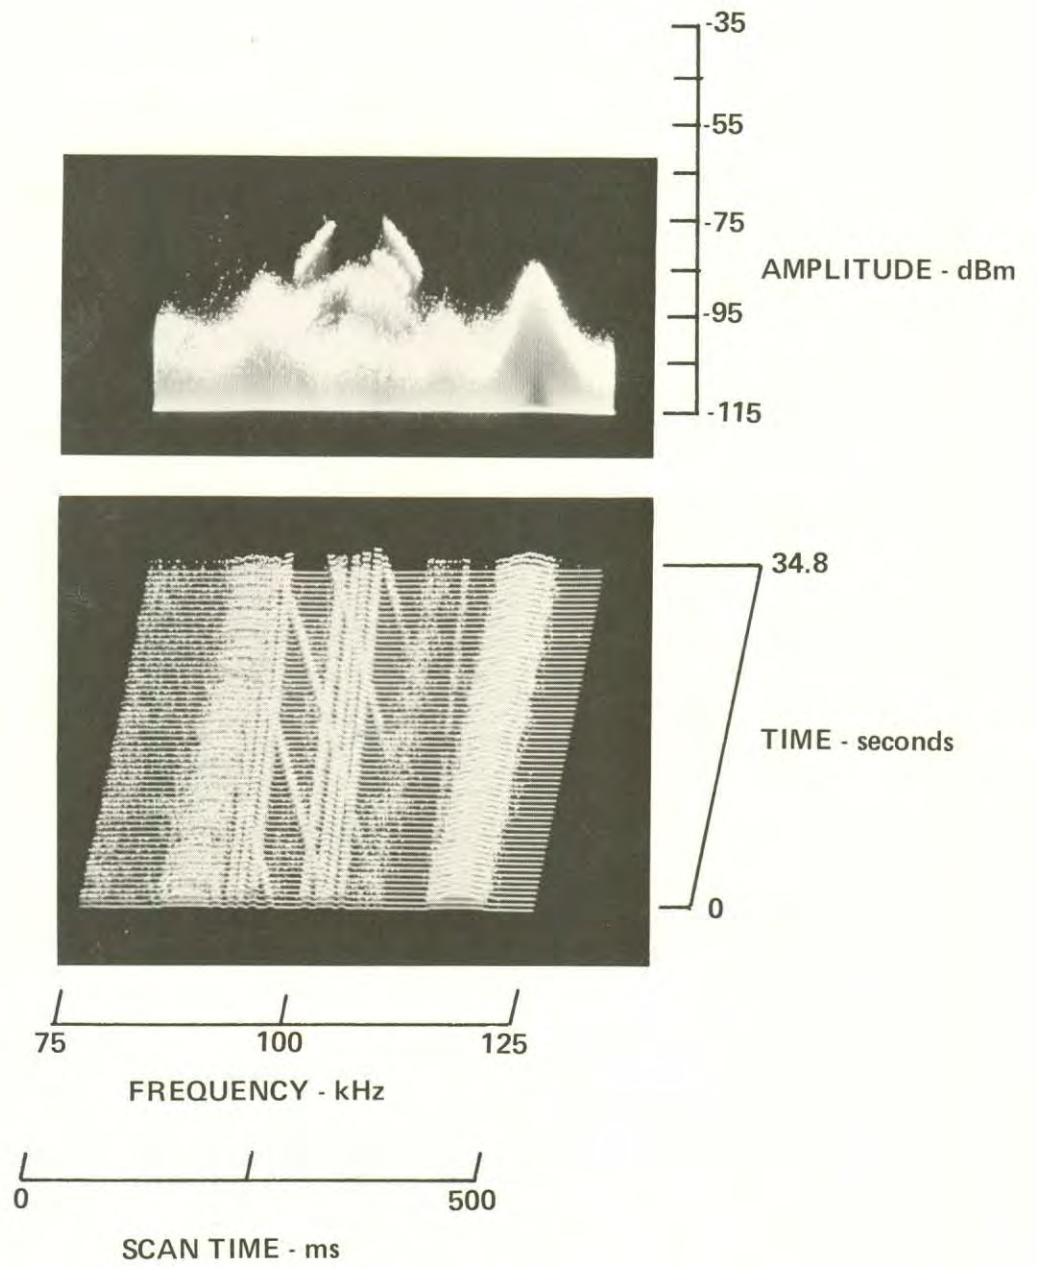 -35
-55
-75
AMPLITUDE - dBm
-95
-115
34.8
TIME - seconds
0
75 100 125
FREQUENCY - kHz
0 500
SCAN TIME - ms